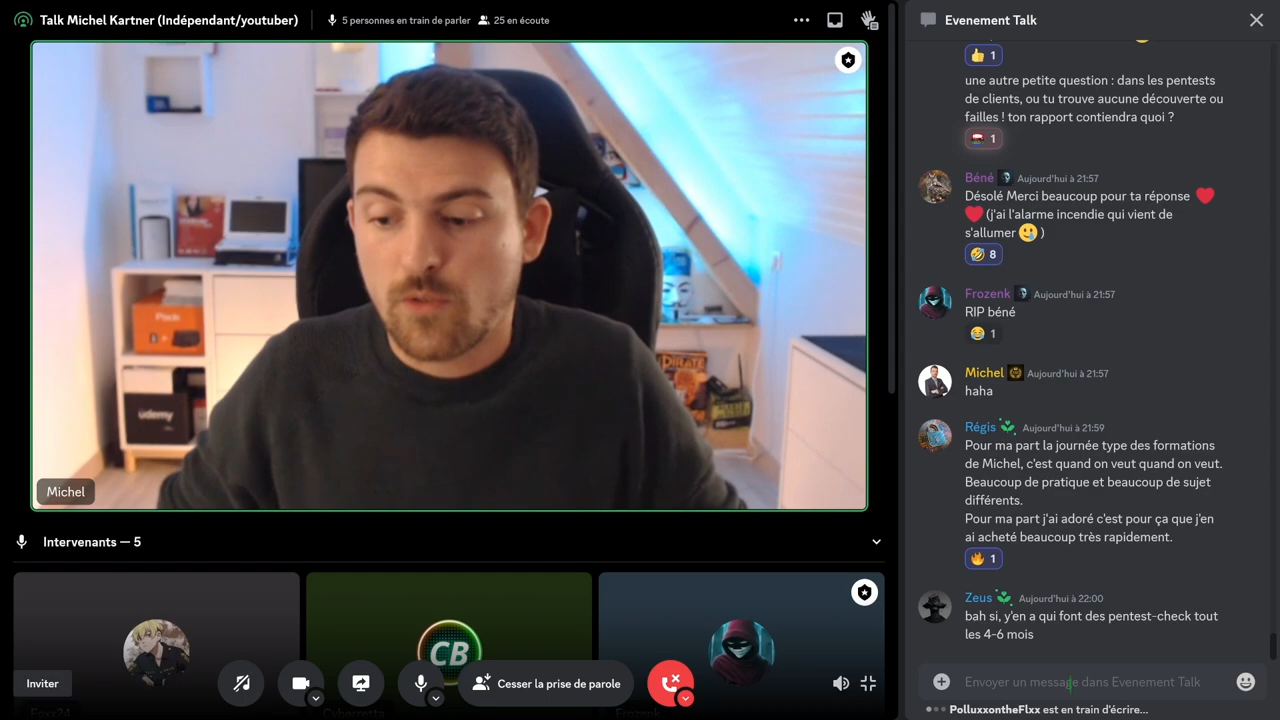 Talk Michel Kartner (Indépendant/youtuber)
5 personnes en train de parler
25 en écoute
Evenement Talk
1
une autre petite question : dans les pentests
de clients, ou tu trouve aucune découverte ou
failles ! ton rapport contiendra quoi ?
1
Béné Aujourd'hui à 21:57
Désolé Merci beaucoup pour ta réponse ❤️
❤️ (j'ai l'alarme incendie qui vient de
s'allumer 🥲 )
8
Frozenk Aujourd'hui à 21:57
RIP béné
1
Michel Aujourd'hui à 21:57
haha
Régis Aujourd'hui à 21:59
Pour ma part la journée type des formations
de Michel, c'est quand on veut quand on veut.
Beaucoup de pratique et beaucoup de sujet
différents.
Pour ma part j'ai adoré c'est pour ça que j'en
ai acheté beaucoup très rapidement.
1
Zeus Aujourd'hui à 22:00
bah si, y'en a qui font des pentest-check tout
les 4-6 mois
Envoyer un message dans Evenement Talk
PolluxxontheFlxx est en train d'écrire...
PIRATE
ûdemy
Michel
Intervenants — 5
CB
Inviter
Cesser la prise de parole